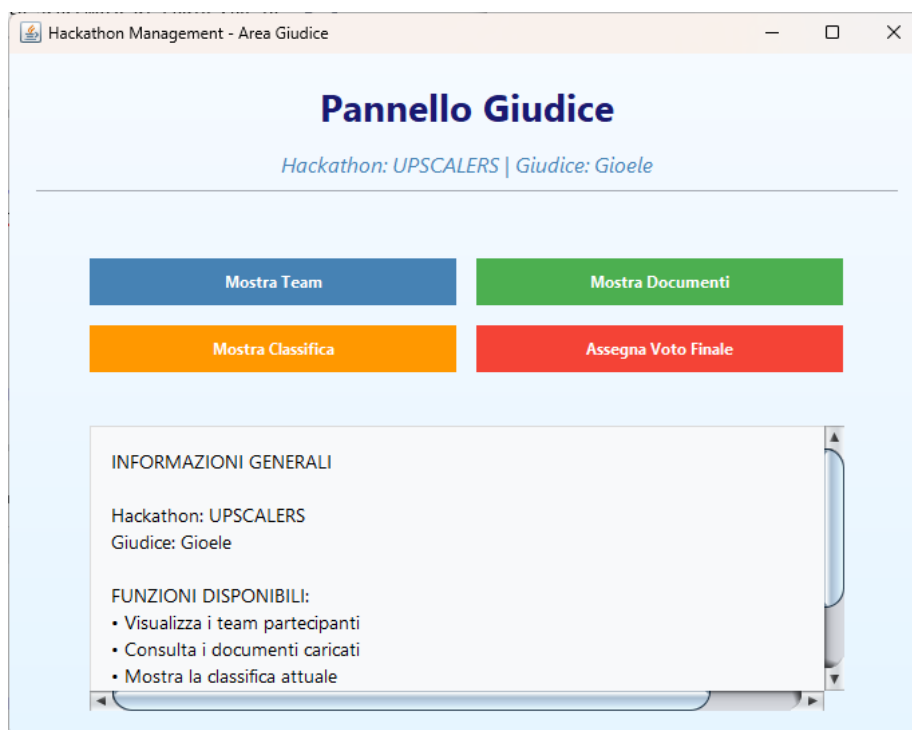 Hackathon Management - Area Giudice
Pannello Giudice
Hackathon: UPSCALERS | Giudice: Gioele
Mostra Team
Mostra Documenti
Mostra Classifica
Assegna Voto Finale
INFORMAZIONI GENERALI
Hackathon: UPSCALERS
Giudice: Gioele
FUNZIONI DISPONIBILI:
• Visualizza i team partecipanti
• Consulta i documenti caricati
• Mostra la classifica attuale